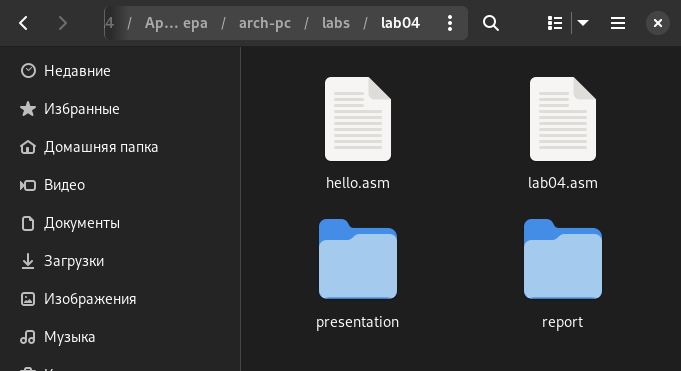 4 / Ар… ера / arch-pc / labs / lab04
Недавние
Избранные
Домашняя папка
Видео
Документы
Загрузки
Изображения
Музыка
hello.asm
lab04.asm
presentation
report